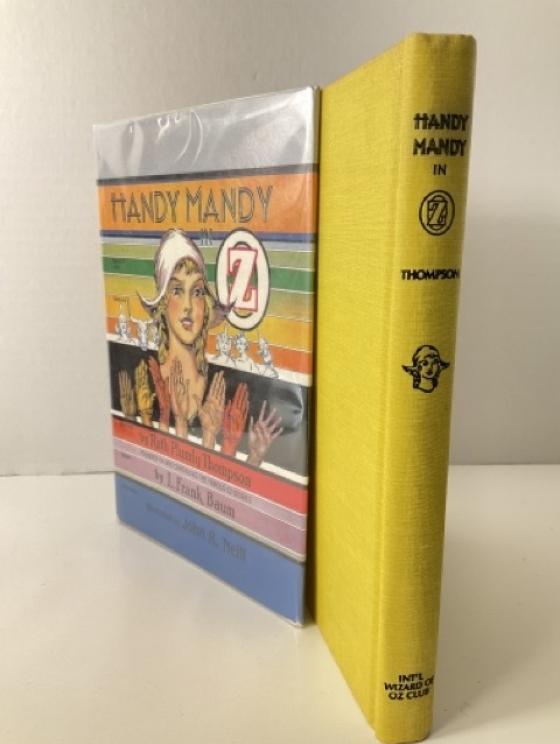 HANDY MANDY
IN
OZ
by Ruth Plumly Thompson
by L. Frank Baum
John R. Neill
HANDY
MANDY
IN
OZ
THOMPSON
INT'L
WIZARD OF
OZ CLUB